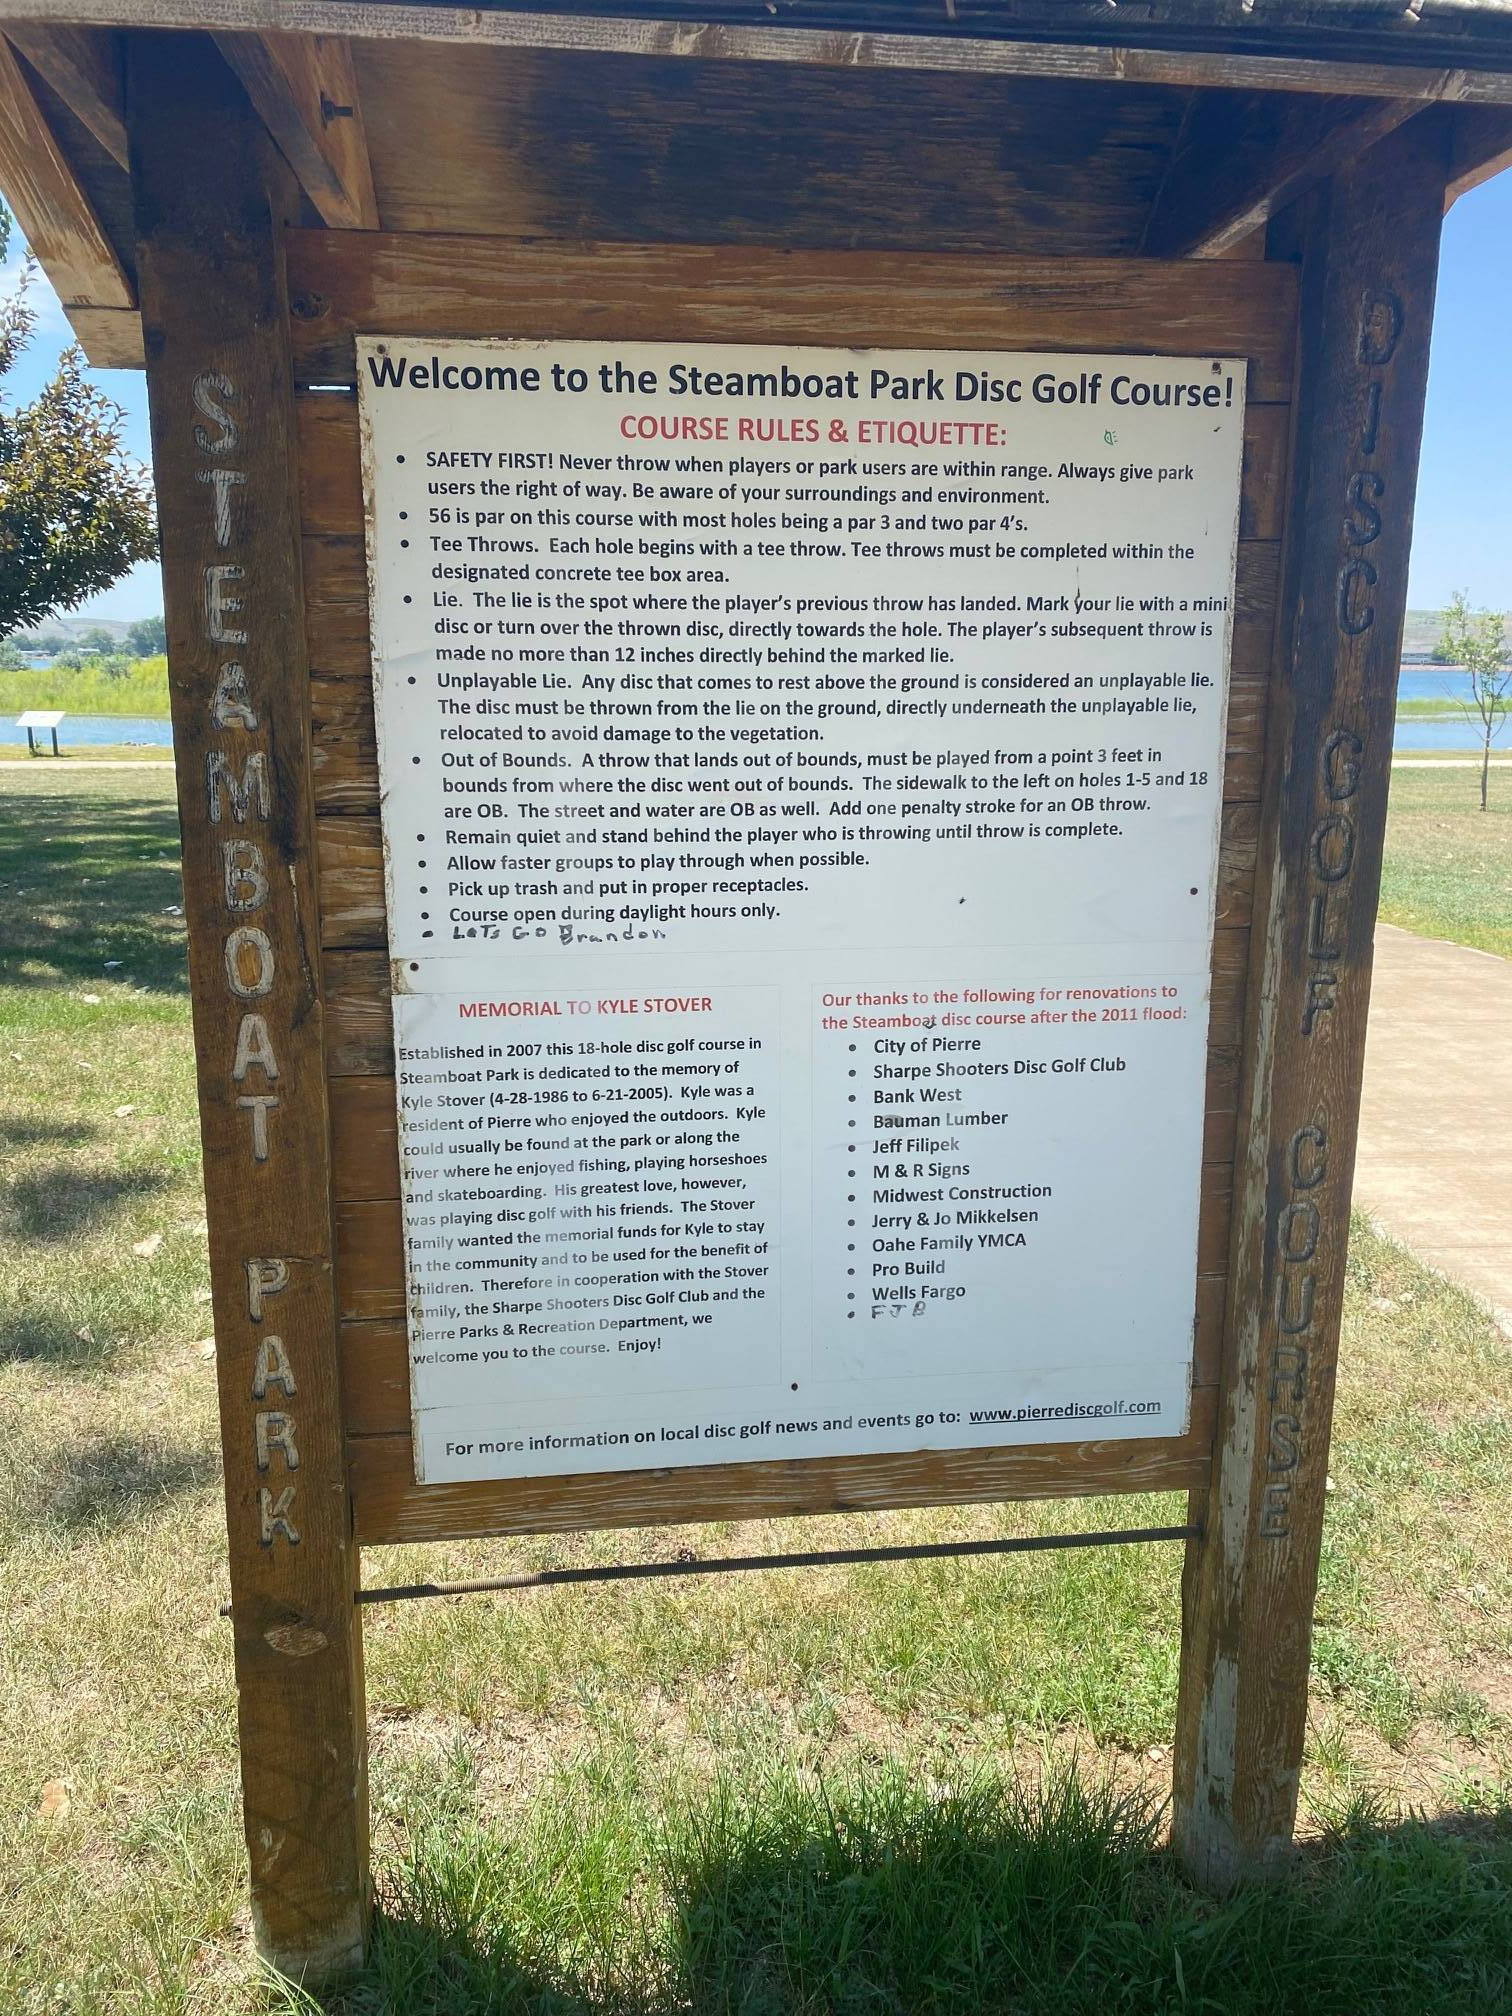 Welcome to the Steamboat Park Disc Golf Course!
COURSE RULES & ETIQUETTE:
• SAFETY FIRST! Never throw when players or park users are within range. Always give park
users the right of way. Be aware of your surroundings and environment.
• 56 is par on this course with most holes being a par 3 and two par 4's.
• Tee Throws. Each hole begins with a tee throw. Tee throws must be completed within the
designated concrete tee box area.
• Lie. The lie is the spot where the player's previous throw has landed. Mark your lie with a mini
disc or turn over the thrown disc, directly towards the hole. The player's subsequent throw is
made no more than 12 inches directly behind the marked lie.
• Unplayable Lie. Any disc that comes to rest above the ground is considered an unplayable lie.
The disc must be thrown from the lie on the ground, directly underneath the unplayable lie,
relocated to avoid damage to the vegetation.
• Out of Bounds. A throw that lands out of bounds, must be played from a point 3 feet in
bounds from where the disc went out of bounds. The sidewalk to the left on holes 1-5 and 18
are OB. The street and water are OB as well. Add one penalty stroke for an OB throw.
• Remain quiet and stand behind the player who is throwing until throw is complete.
• Allow faster groups to play through when possible.
• Pick up trash and put in proper receptacles.
• Course open during daylight hours only.
• LeTs GO Brandon
MEMORIAL TO KYLE STOVER
Established in 2007 this 18-hole disc golf course in
Steamboat Park is dedicated to the memory of
Kyle Stover (4-28-1986 to 6-21-2005). Kyle was a
resident of Pierre who enjoyed the outdoors. Kyle
could usually be found at the park or along the
river where he enjoyed fishing, playing horseshoes
and skateboarding. His greatest love, however,
was playing disc golf with his friends. The Stover
family wanted the memorial funds for Kyle to stay
in the community and to be used for the benefit of
children. Therefore in cooperation with the Stover
family, the Sharpe Shooters Disc Golf Club and the
Pierre Parks & Recreation Department, we
welcome you to the course. Enjoy!
Our thanks to the following for renovations to
the Steamboat disc course after the 2011 flood:
• City of Pierre
• Sharpe Shooters Disc Golf Club
• Bank West
• Bauman Lumber
• Jeff Filipek
• M & R Signs
• Midwest Construction
• Jerry & Jo Mikkelsen
• Oahe Family YMCA
• Pro Build
• Wells Fargo
• FJB
For more information on local disc golf news and events go to: www.pierrediscgolf.com
STEAMBOAT PARK
DISC GOLF COURSE